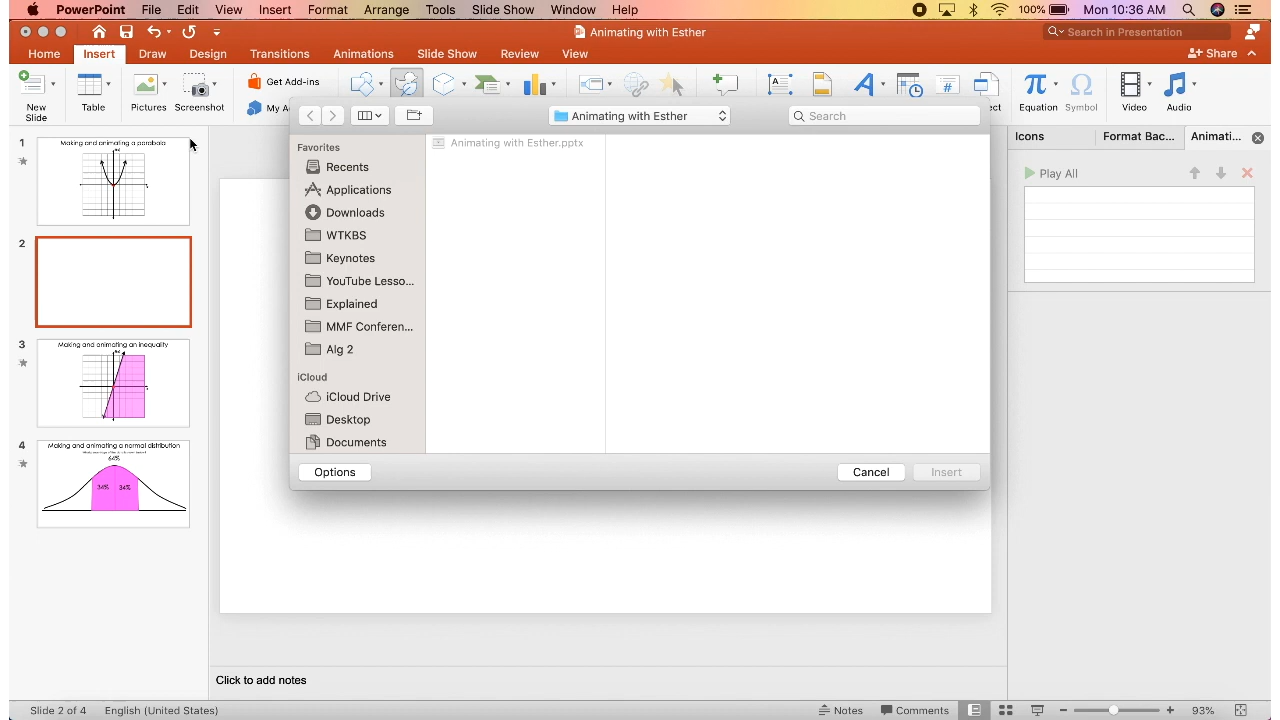 PowerPoint File Edit View Insert Format Arrange Tools Slide Show Window Help 100% Mon 10:36 AM
Animating with Esther Search in Presentation
Home Insert Draw Design Transitions Animations Slide Show Review View Share
Get Add-ins
My A
New Slide Table Pictures Screenshot Equation Symbol Video Audio
Animating with Esther Search
Icons Format Bac... Animati...
Favorites
Animating with Esther.pptx
Recents
Applications
Downloads
WTKBS
Keynotes
YouTube Lesso...
Explained
MMF Conferen...
Alg 2
iCloud
iCloud Drive
Desktop
Documents
Options Cancel Insert
Play All
1 Making and animating a parabola
2
3 Making and animating an inequality
4 Making and animating a normal distribution
64%
34% 34%
Click to add notes
Slide 2 of 4 English (United States) Notes Comments 93%